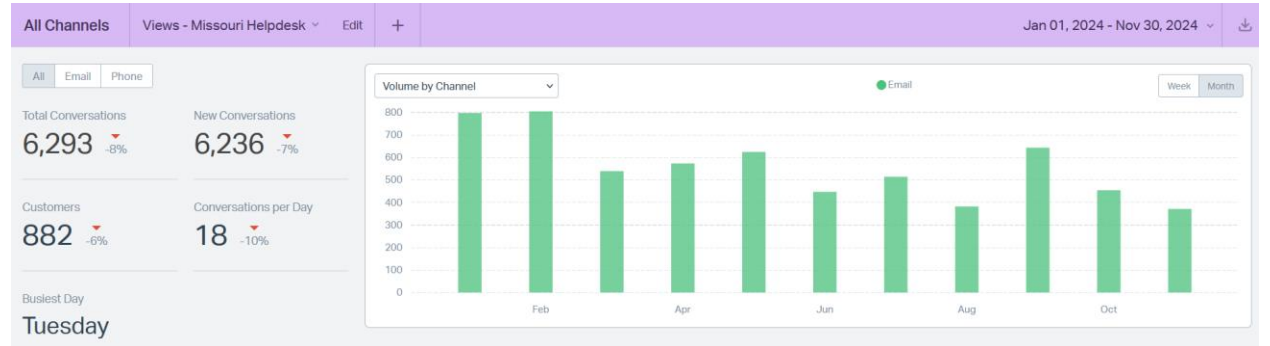 All Channels Views - Missouri Helpdesk Edit + Jan 01, 2024 - Nov 30, 2024
All Email Phone
Total Conversations New Conversations
6,293 -8% 6,236 -7%
Customers Conversations per Day
882 -6% 18 -10%
Busiest Day
Tuesday
Volume by Channel Email Week Month
800
700
600
500
400
300
200
100
0
Feb Apr Jun Aug Oct